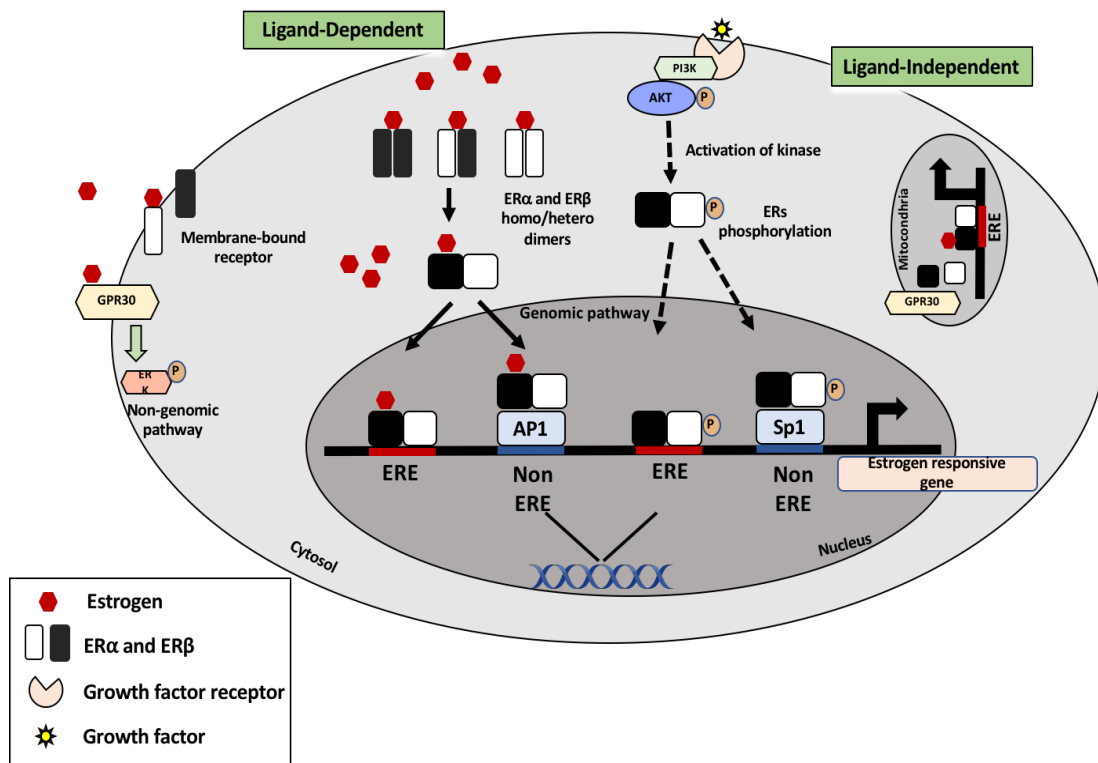 Ligand-Dependent
Ligand-Independent
PI3K
AKT
P
Activation of kinase
P
ERs
phosphorylation
ERα and ERβ
homo/hetero
dimers
Membrane-bound
receptor
GPR30
ER
K
P
Non-genomic
pathway
Mitocondhria
ERE
GPR30
Genomic pathway
AP1
P
Sp1
P
ERE
Non
ERE
ERE
Non
ERE
Estrogen responsive
gene
Cytosol
Nucleus
Estrogen
ERα and ERβ
Growth factor receptor
Growth factor